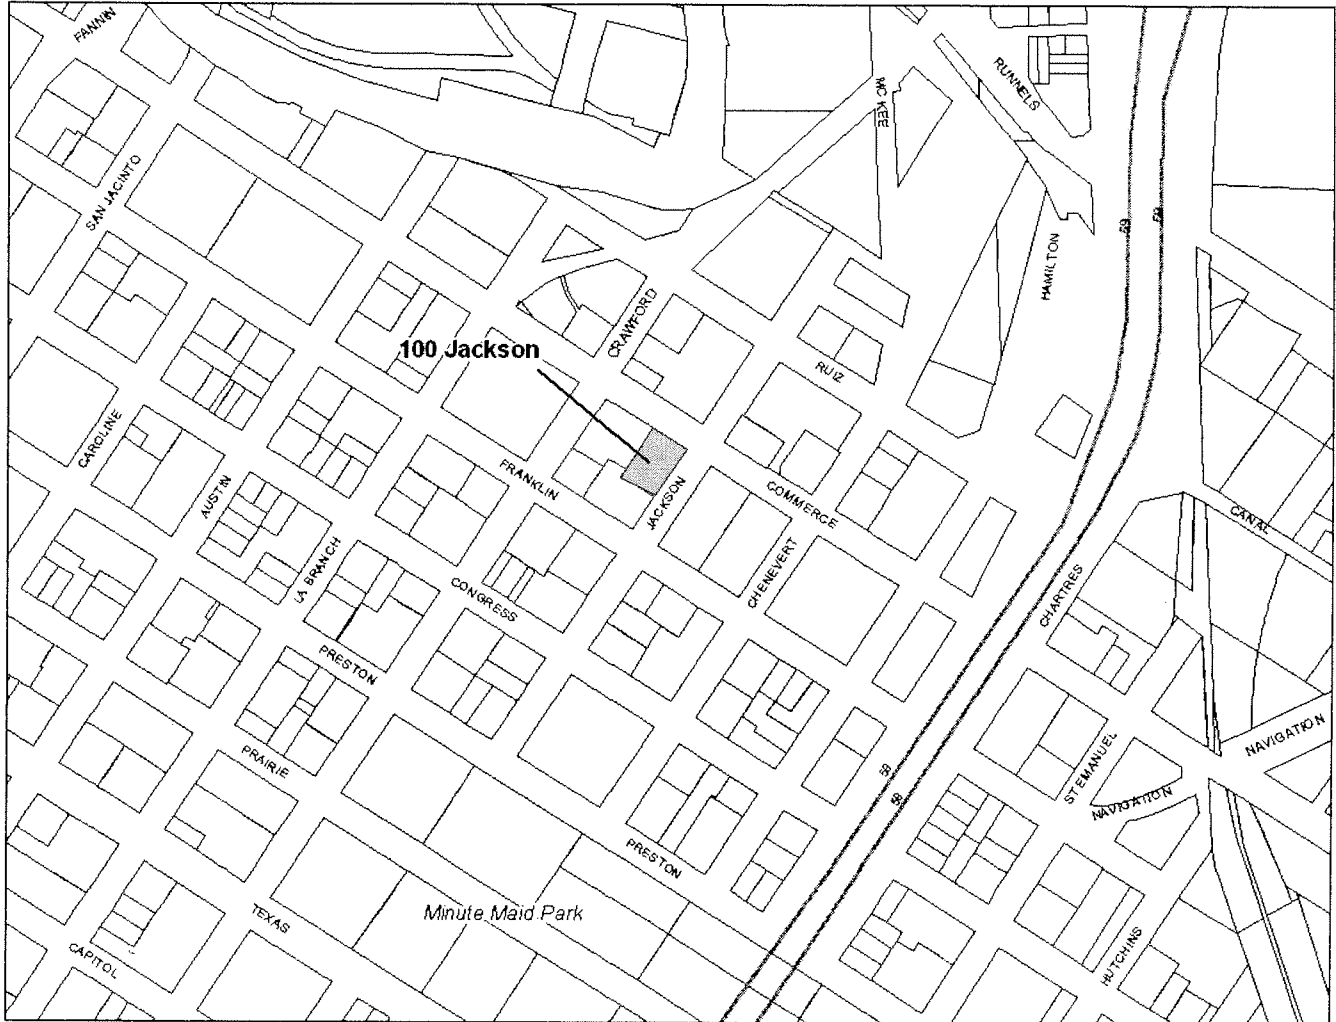 FANNIN
RUNNELS
MC KEE
SAN JACINTO
59
59
HAMILTON
CRAWFORD
100 Jackson
RUIZ
CAROLINE
FRANKLIN
AUSTIN
JACKSON
COMMERCE
CANAL
LA BRANCH
CHENEVERT
CONGRESS
CHARTRES
PRESTON
NAVIGATION
PRAIRIE
ST EMANUEL
59
59
NAVIGATION
PRESTON
TEXAS
Minute Maid Park
CAPITOL
HUTCHINS